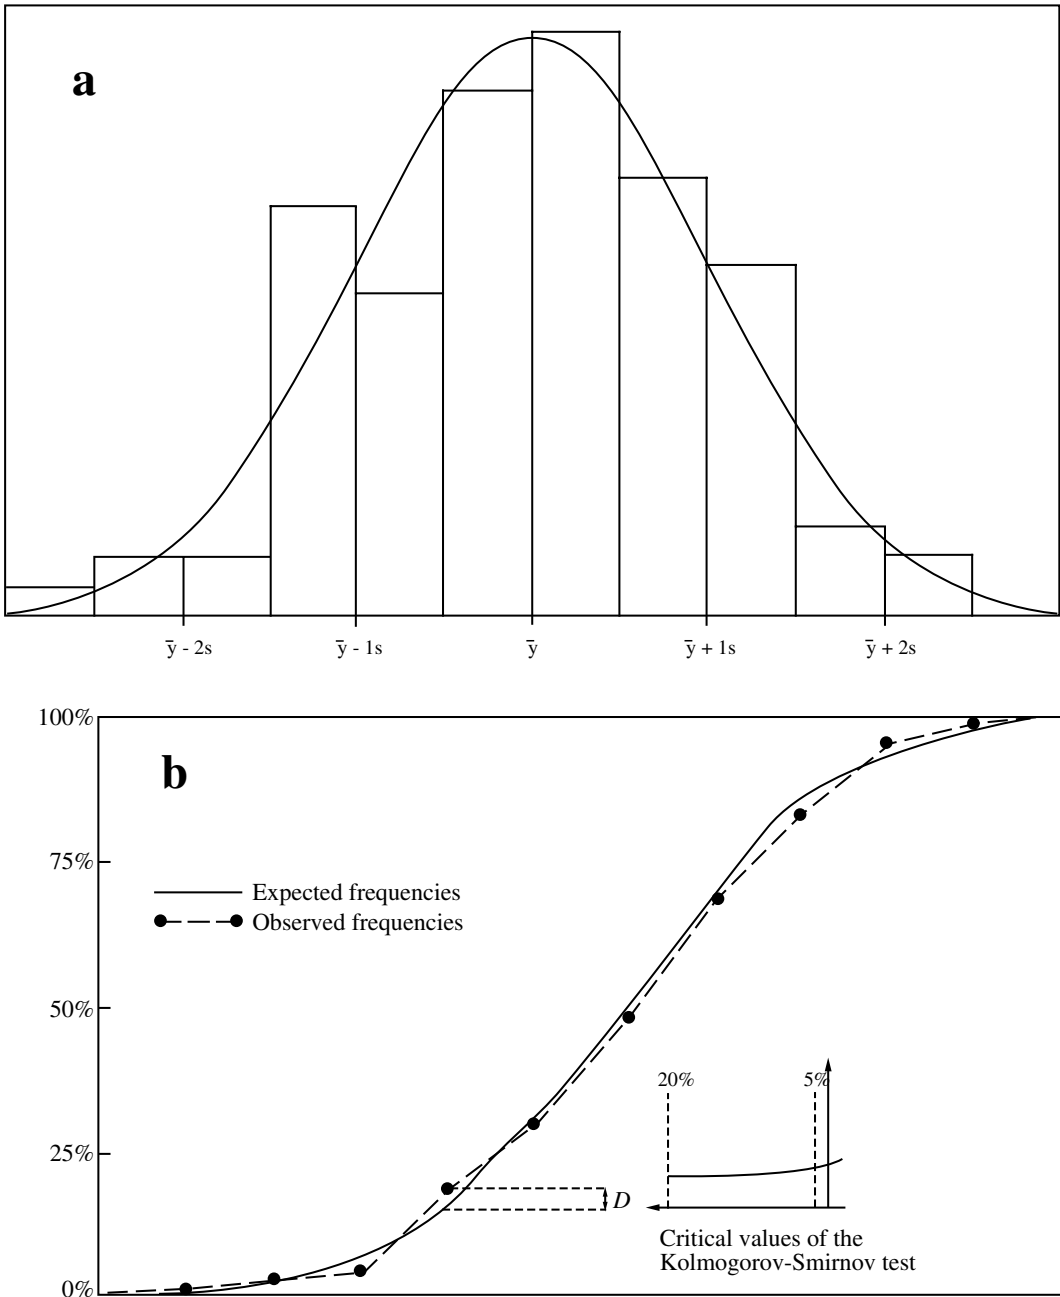 a
ȳ - 2s
ȳ - 1s
ȳ
ȳ + 1s
ȳ + 2s
100%
b
75%
Expected frequencies
Observed frequencies
50%
20%
5%
25%
D
Critical values of the
Kolmogorov-Smirnov test
0%